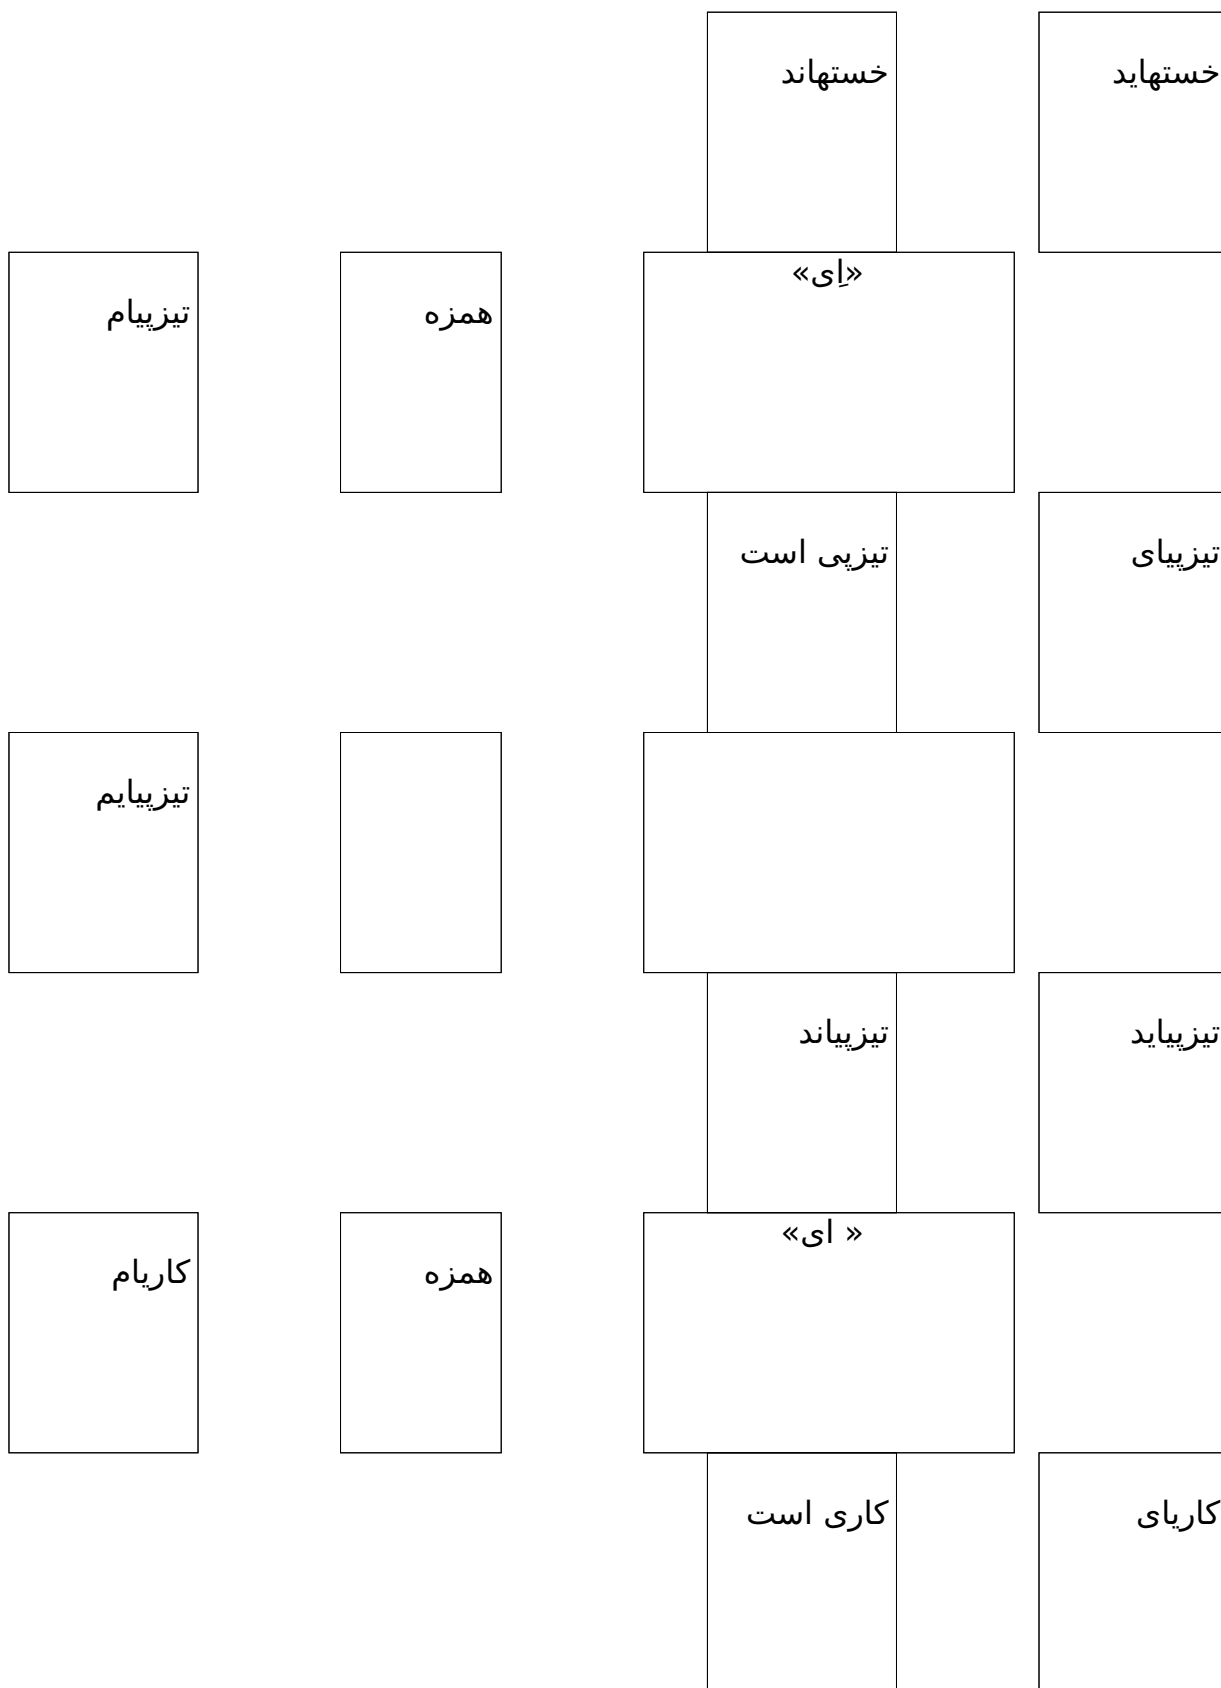 خستهاید
خستهاند
«اِی»
همزه
تیزپیام
تیزپیای
تیزپی است
تیزپیایم
تیزپیاید
تیزپیاند
« ای»
همزه
کاریام
کاریای
کاری است